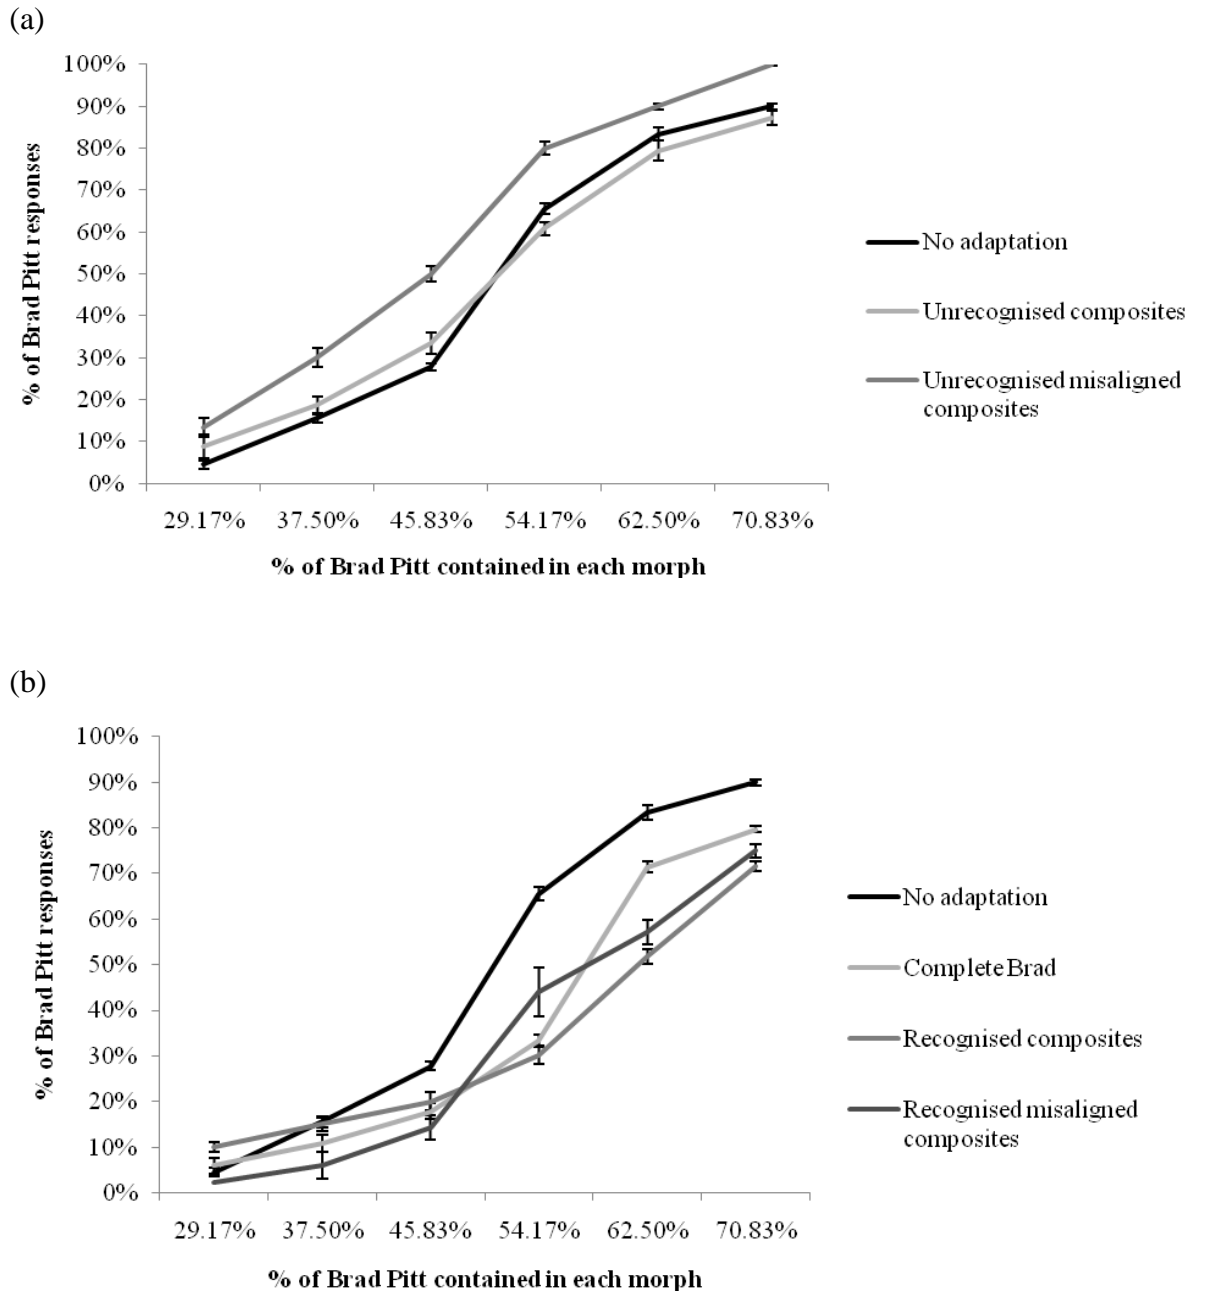 (a)
100%
90%
80%
70%
60%
50%
40%
30%
20%
10%
0%
% of Brad Pitt responses
29.17% 37.50% 45.83% 54.17% 62.50% 70.83%
% of Brad Pitt contained in each morph
No adaptation
Unrecognised composites
Unrecognised misaligned
composites
(b)
100%
90%
80%
70%
60%
50%
40%
30%
20%
10%
0%
% of Brad Pitt responses
29.17% 37.50% 45.83% 54.17% 62.50% 70.83%
% of Brad Pitt contained in each morph
No adaptation
Complete Brad
Recognised composites
Recognised misaligned
composites